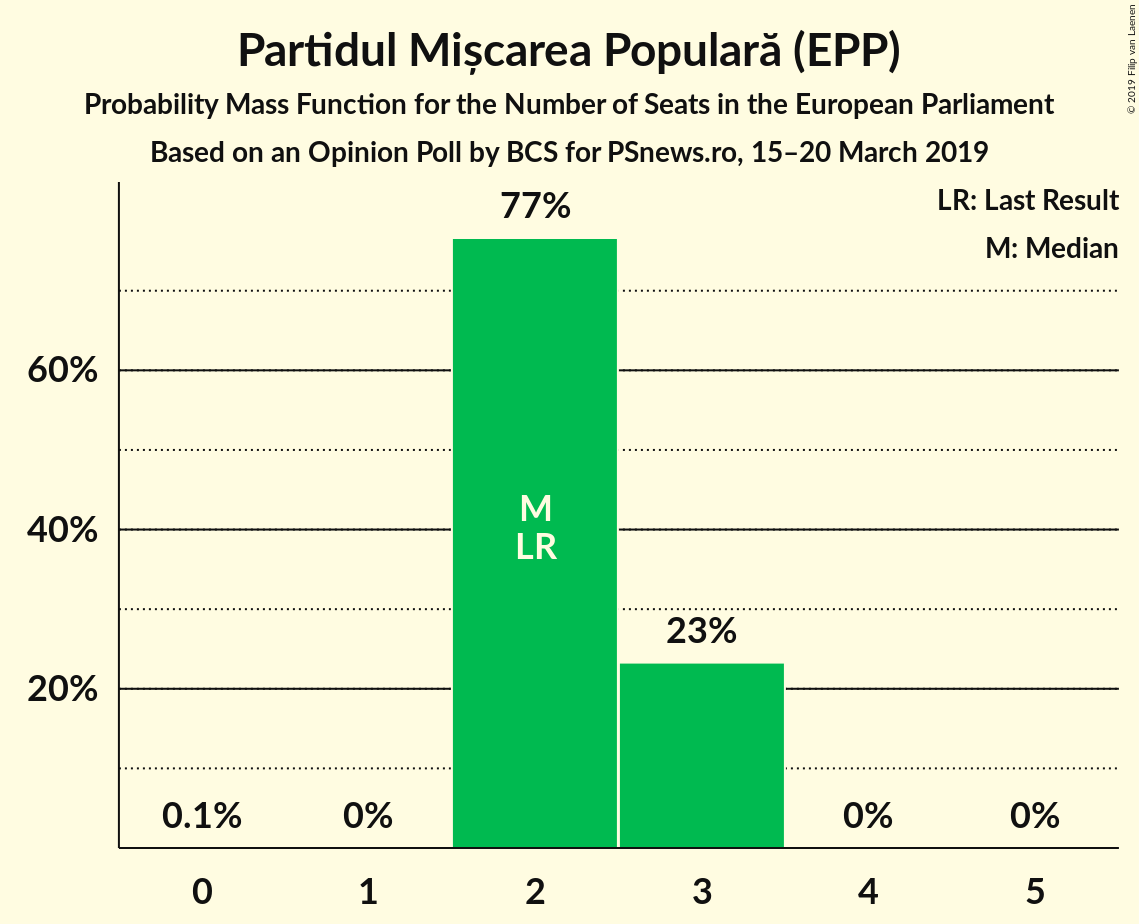 Partidul Mișcarea Populară (EPP)
Probability Mass Function for the Number of Seats in the European Parliament
Based on an Opinion Poll by BCS for PSnews.ro, 15–20 March 2019
© 2019 Filip van Laenen
LR: Last Result
M: Median
77%
60%
M
40%
LR
23%
20%
0.1%
0%
0%
0%
0
1
2
3
4
5